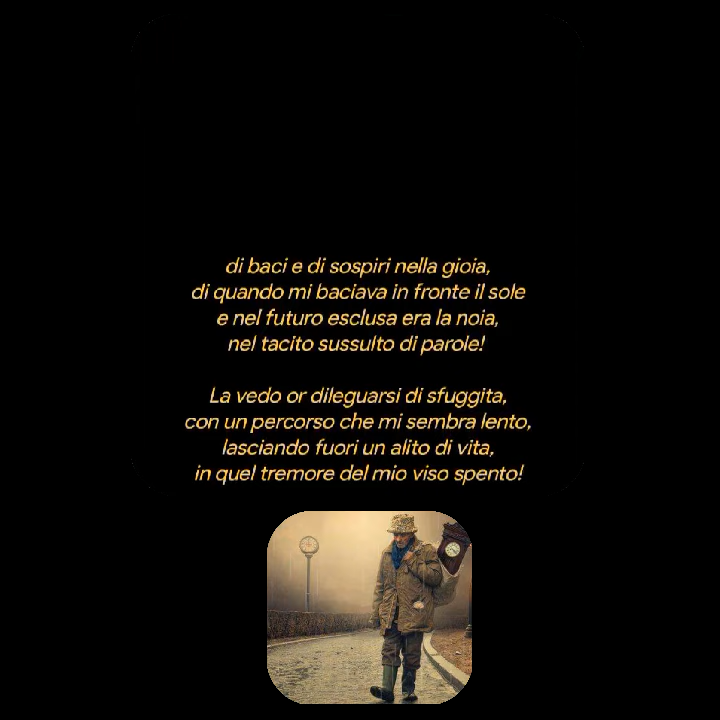 di baci e di sospiri nella gioia,
di quando mi baciava in fronte il sole
e nel futuro esclusa era la noia,
nel tacito sussulto di parole!
La vedo or dileguarsi di sfuggita,
con un percorso che mi sembra lento,
lasciando fuori un alito di vita,
in quel tremore del mio viso spento!